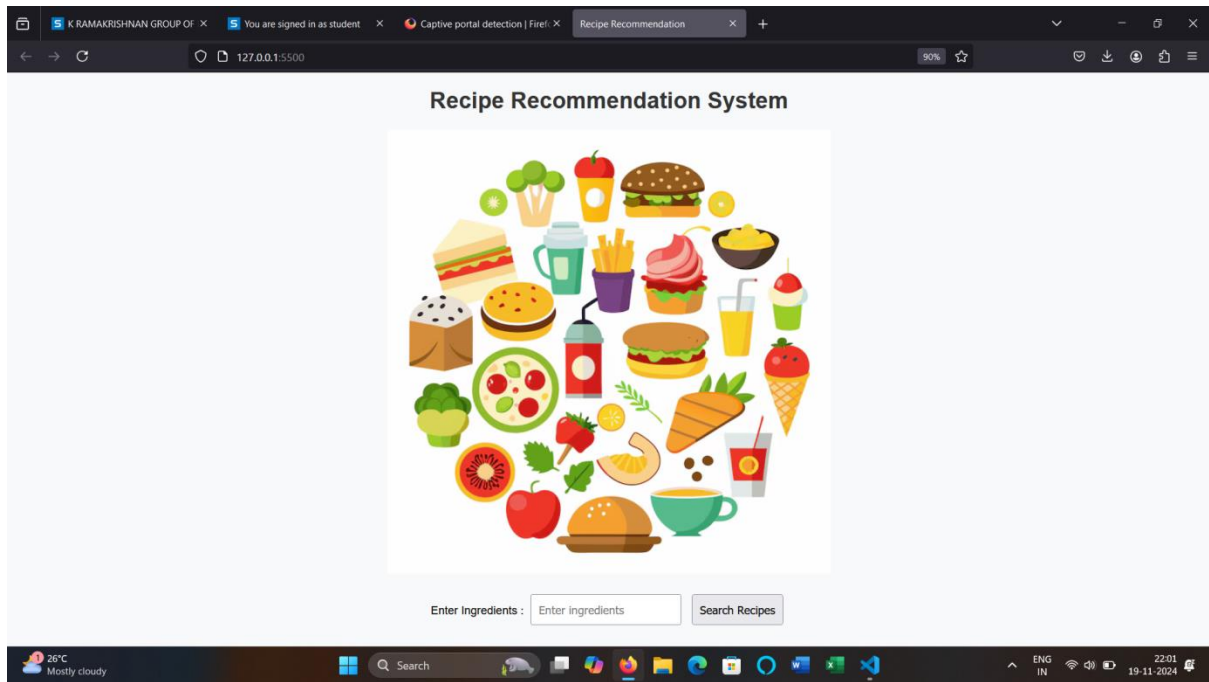 S K RAMAKRISHNAN GROUP OF
S You are signed in as student
Captive portal detection | Firef
Recipe Recommendation
127.0.0.1:5500
90%
Recipe Recommendation System
Enter Ingredients :
Enter ingredients
Search Recipes
1
26°C
Mostly cloudy
Search
ENG
IN
22:01
19-11-2024